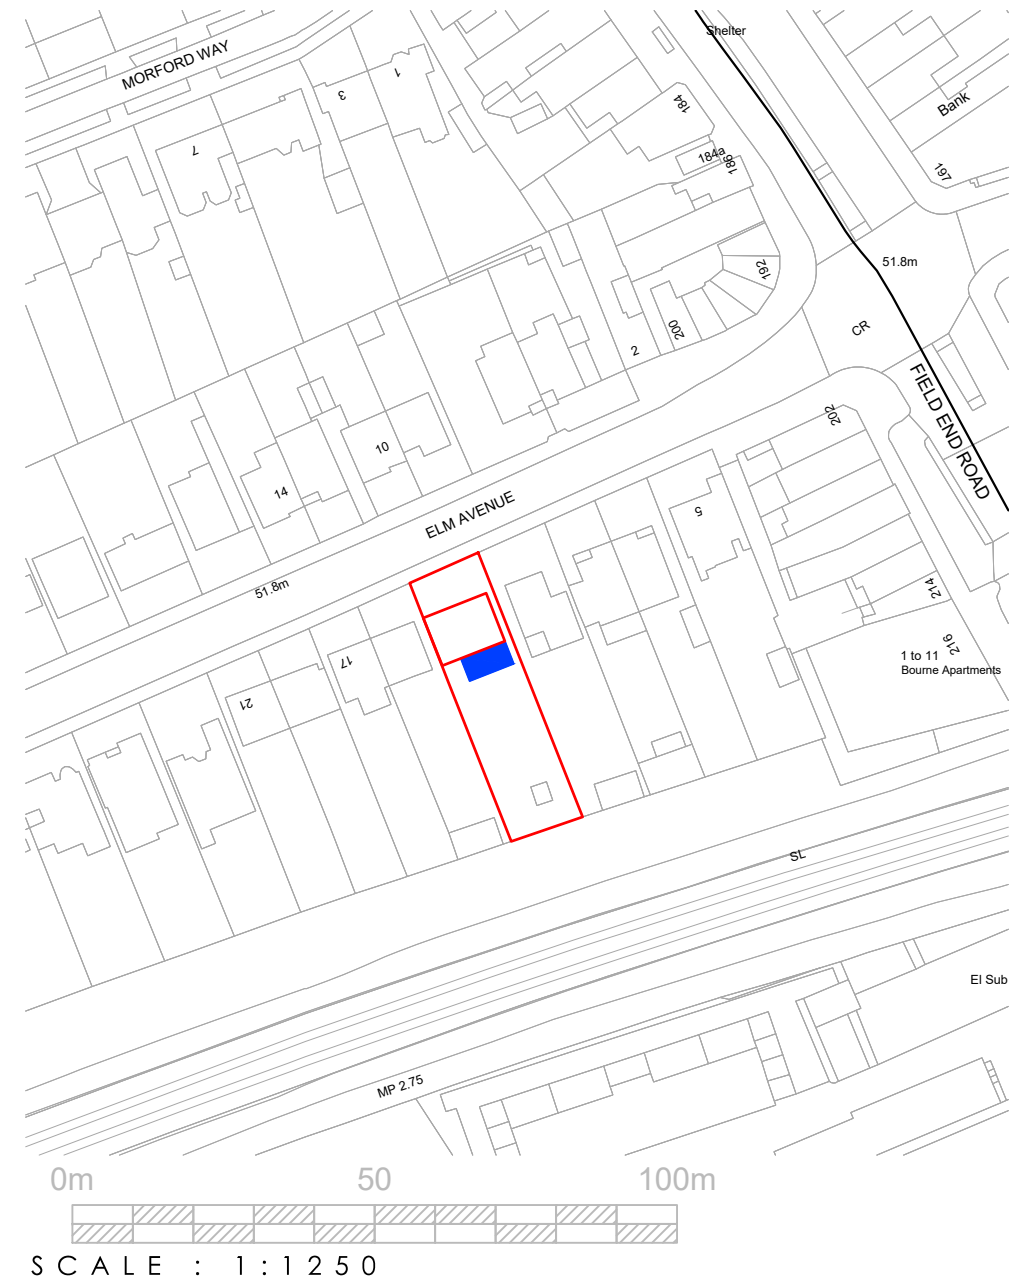 Shelter
MORFORD WAY
1
3
7
184
184a
186
Bank
197
192
51.8m
200
CR
2
FIELD END ROAD
202
10
14
ELM AVENUE
5
51.8m
214
216
17
1 to 11
Bourne Apartments
21
SL
El Sub
MP 2.75
0m 50 100m
SCALE : 1:1250